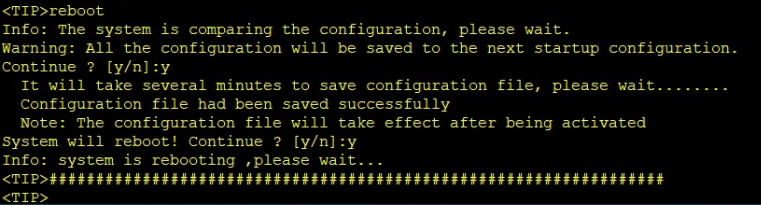 <TIP>reboot
Info: The system is comparing the configuration, please wait.
Warning: All the configuration will be saved to the next startup configuration.
Continue ? [y/n]:y
  It will take several minutes to save configuration file, please wait........
  Configuration file had been saved successfully
  Note: The configuration file will take effect after being activated
System will reboot! Continue ? [y/n]:y
Info: system is rebooting ,please wait...
<TIP>##################################################################
<TIP>